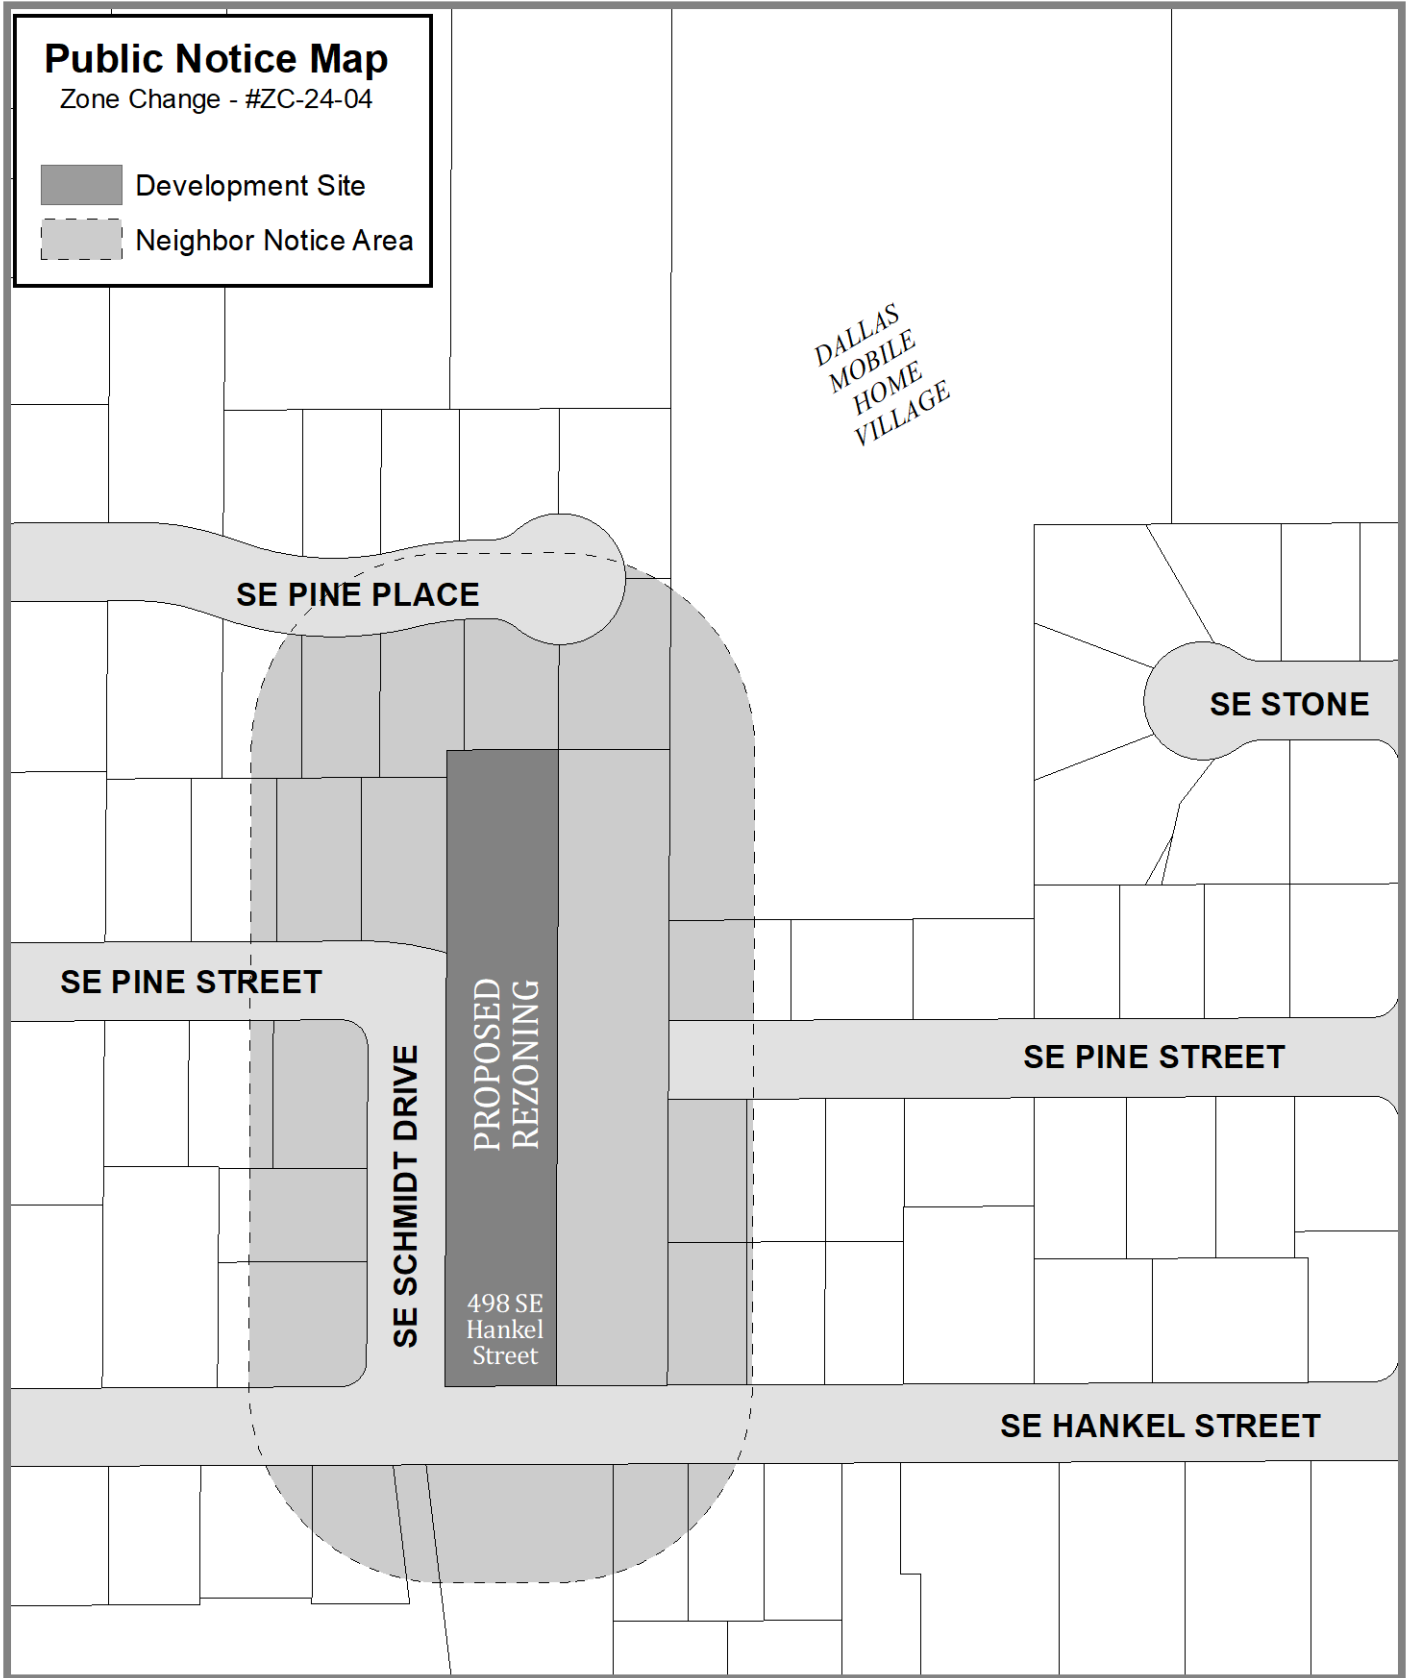 Public Notice Map
Zone Change - #ZC-24-04
Development Site
Neighbor Notice Area
DALLAS
MOBILE
HOME
VILLAGE
SE PINE PLACE
SE STONE
SE PINE STREET
PROPOSED
REZONING
SE PINE STREET
SE SCHMIDT DRIVE
498 SE
Hankel
Street
SE HANKEL STREET